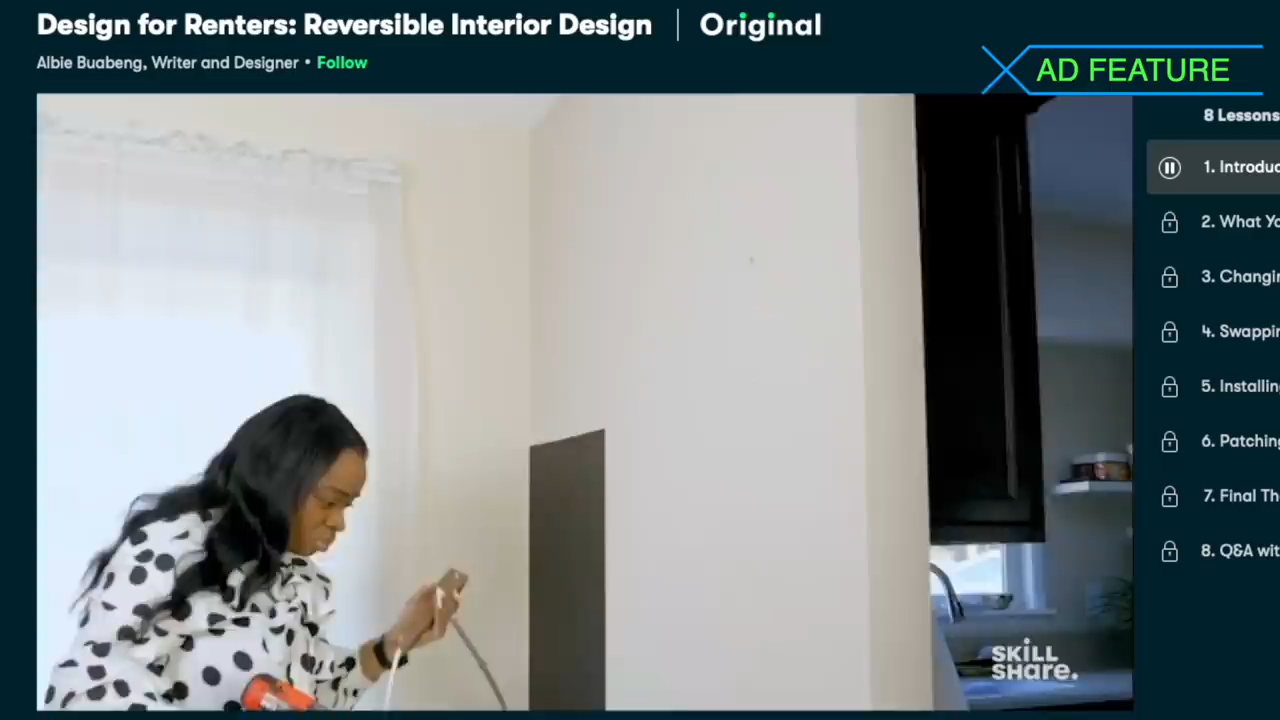 Design for Renters: Reversible Interior Design | Original
Albie Buabeng, Writer and Designer • Follow
AD FEATURE
8 Lessons
1. Introduc
2. What Yo
3. Changi
4. Swappi
5. Installin
6. Patching
7. Final Th
8. Q&A wit
SKILL
SHARE.